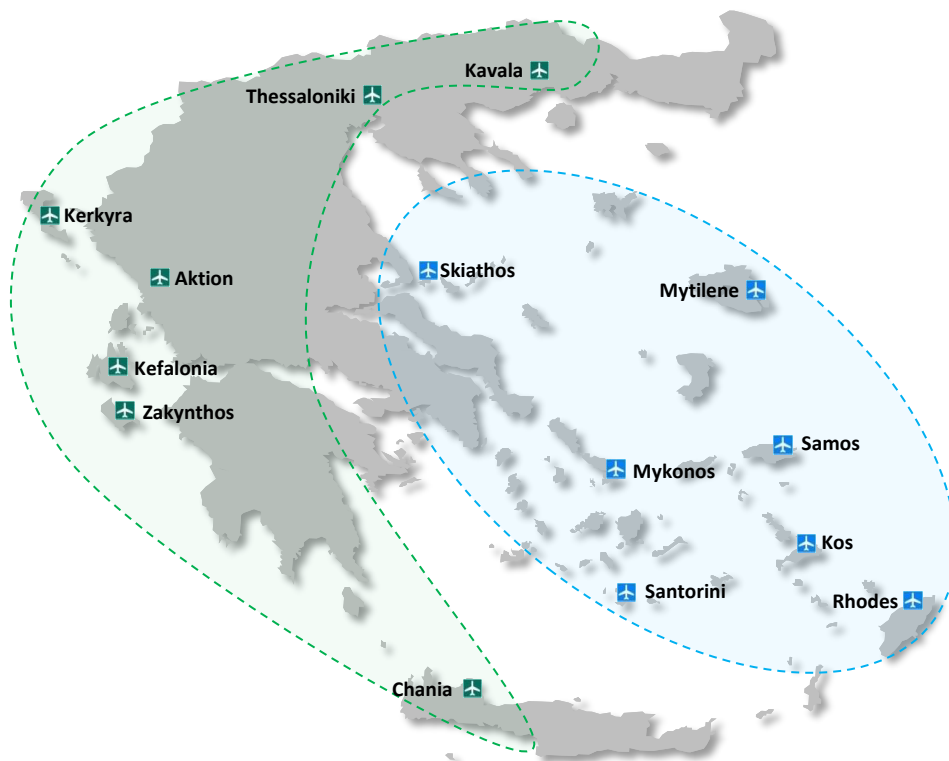 Kavala
Thessaloniki
Kerkyra
Skiathos
Aktion
Mytilene
Kefalonia
Zakynthos
Samos
Mykonos
Kos
Santorini
Rhodes
Chania